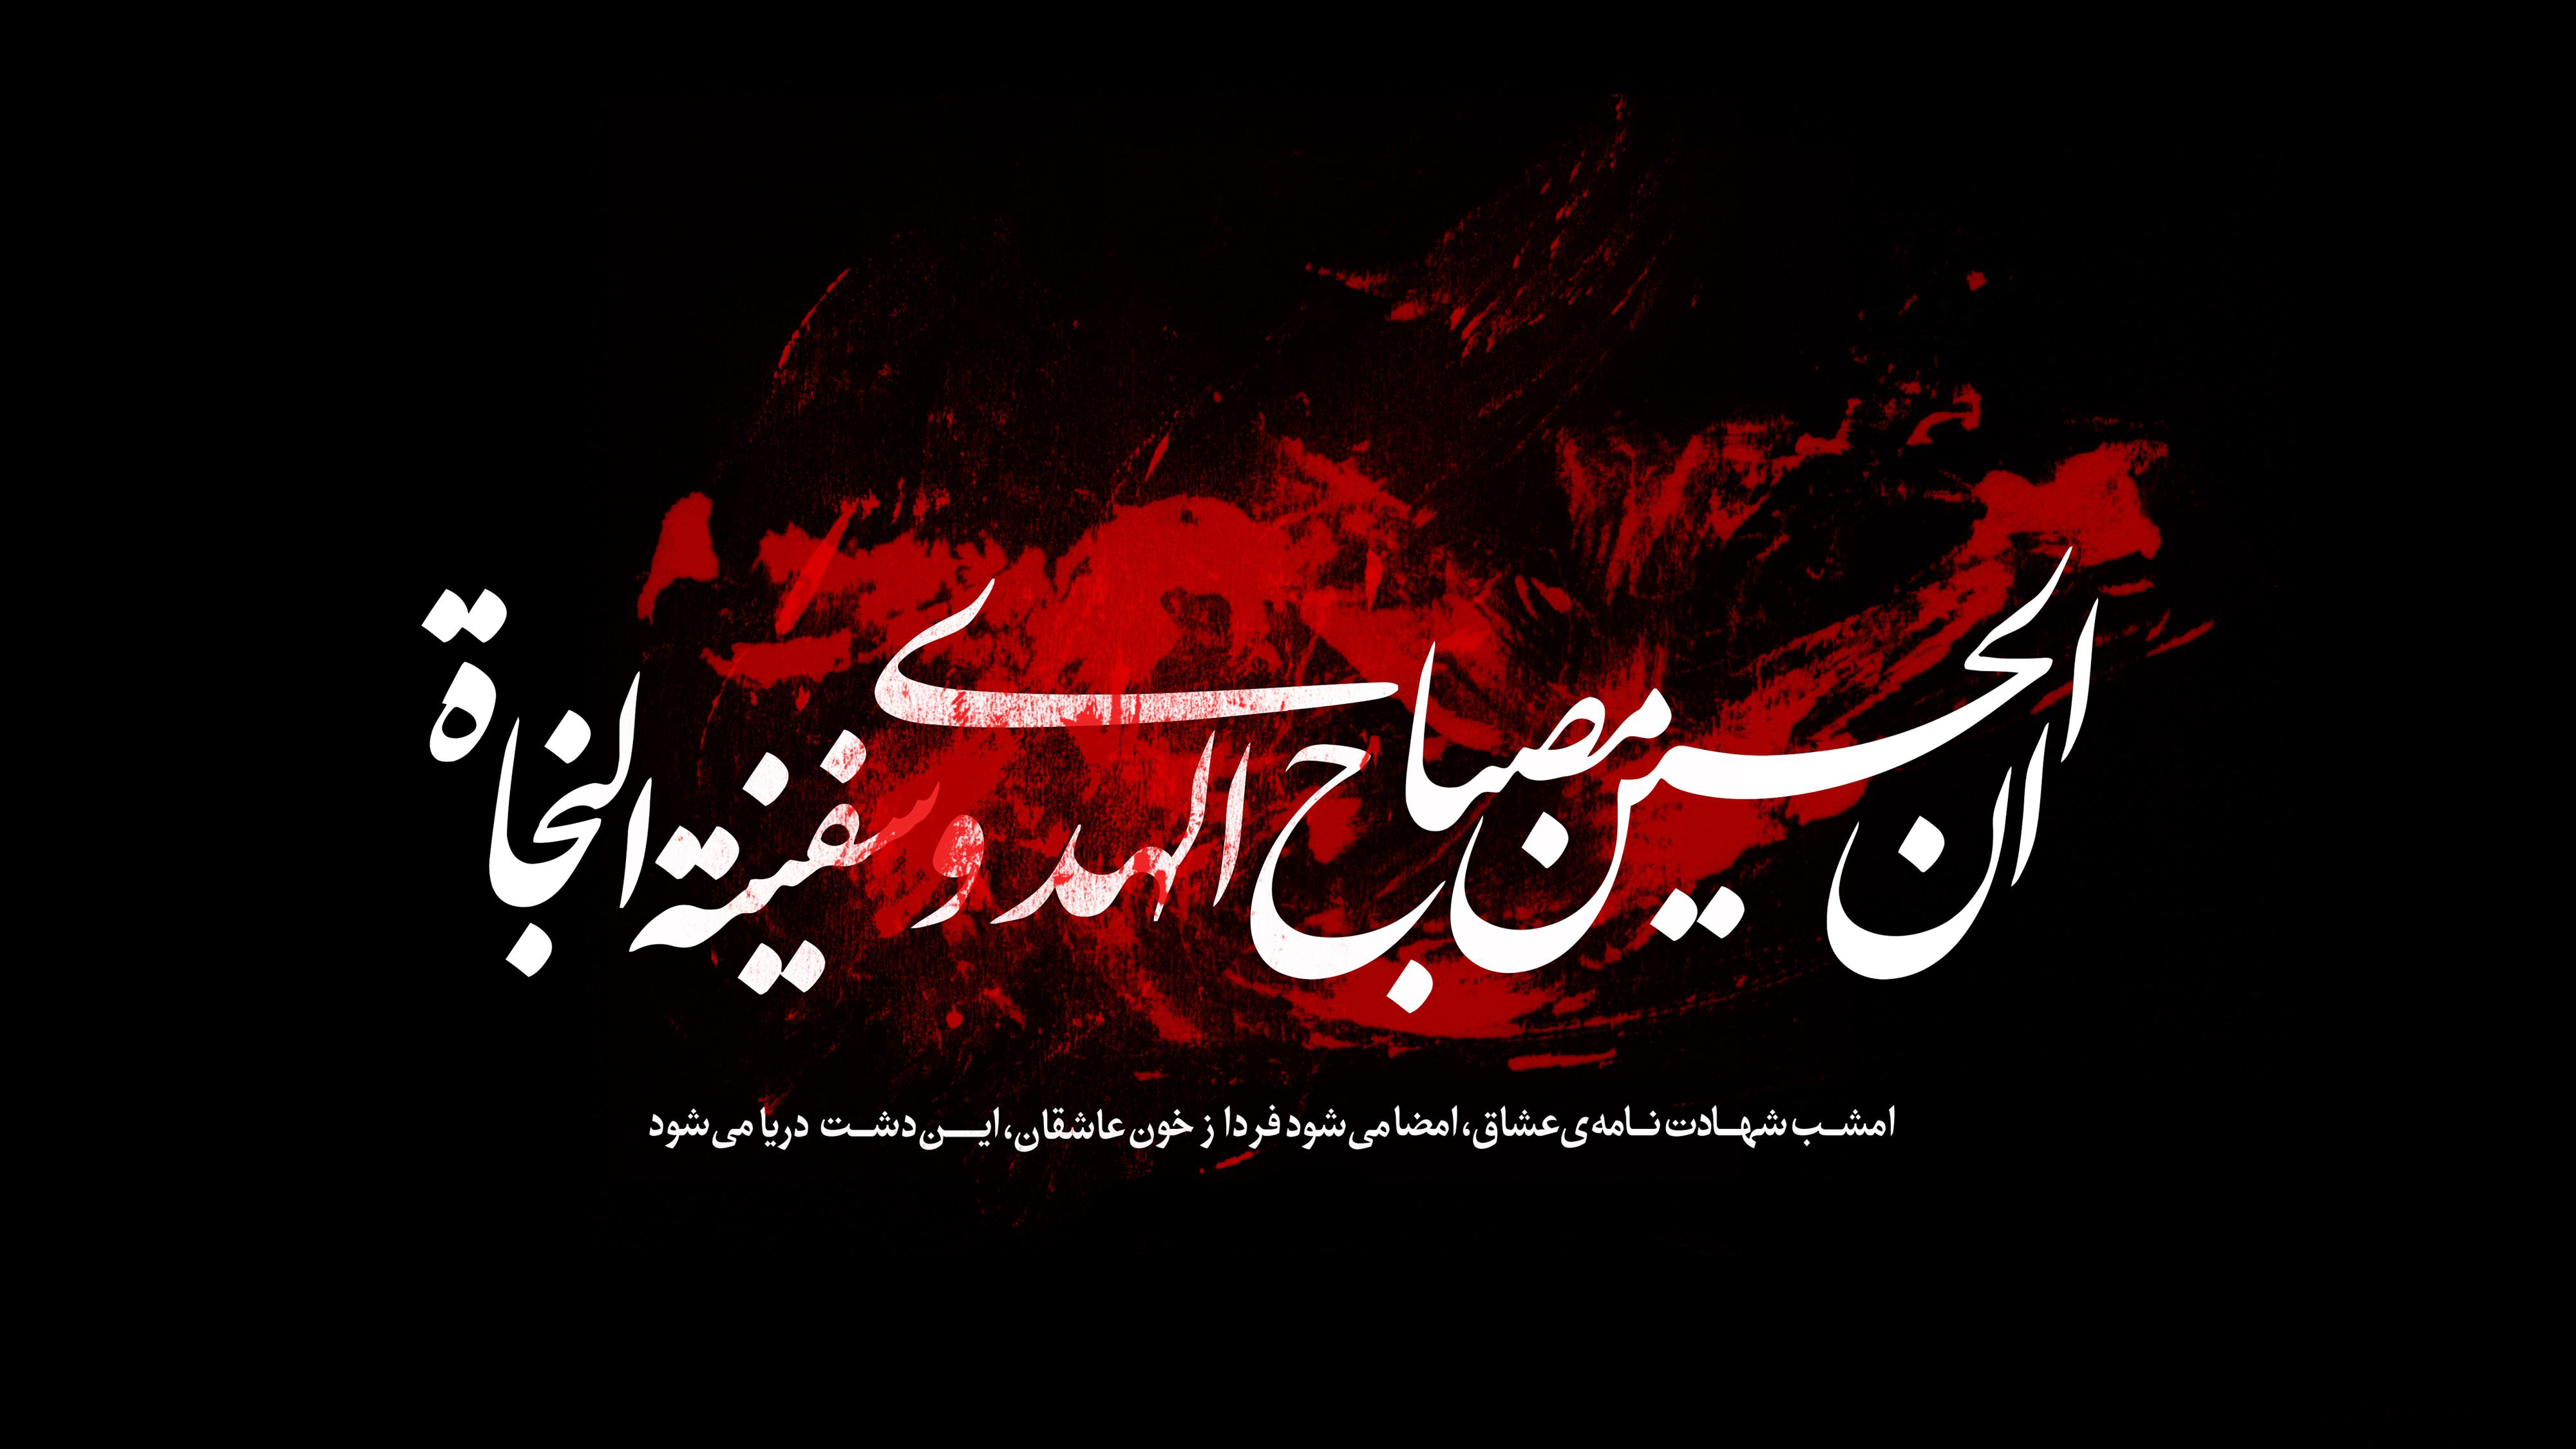 ان الحسین مصباح الهدی و سفینة النجاة
امشب شهادت نامه‌ی عشاق، امضا می‌شود فردا ز خون عاشقان، این دشت دریا می‌شود